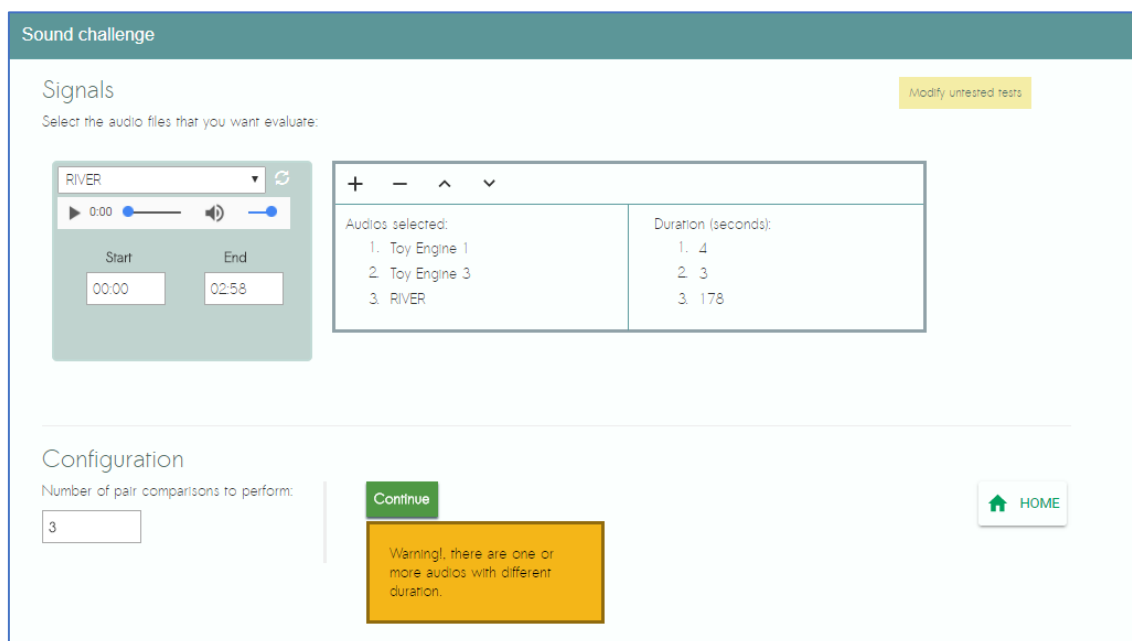 Sound challenge
Signals
Modify untested tests
Select the audio files that you want evaluate:
RIVER
0:00
Start End
00:00 02:58
Audios selected:
1. Toy Engine 1
2. Toy Engine 3
3. RIVER
Duration (seconds):
1. 4
2. 3
3. 178
Configuration
Number of pair comparisons to perform:
3
Continue
Warning!, there are one or
more audios with different
duration.
HOME